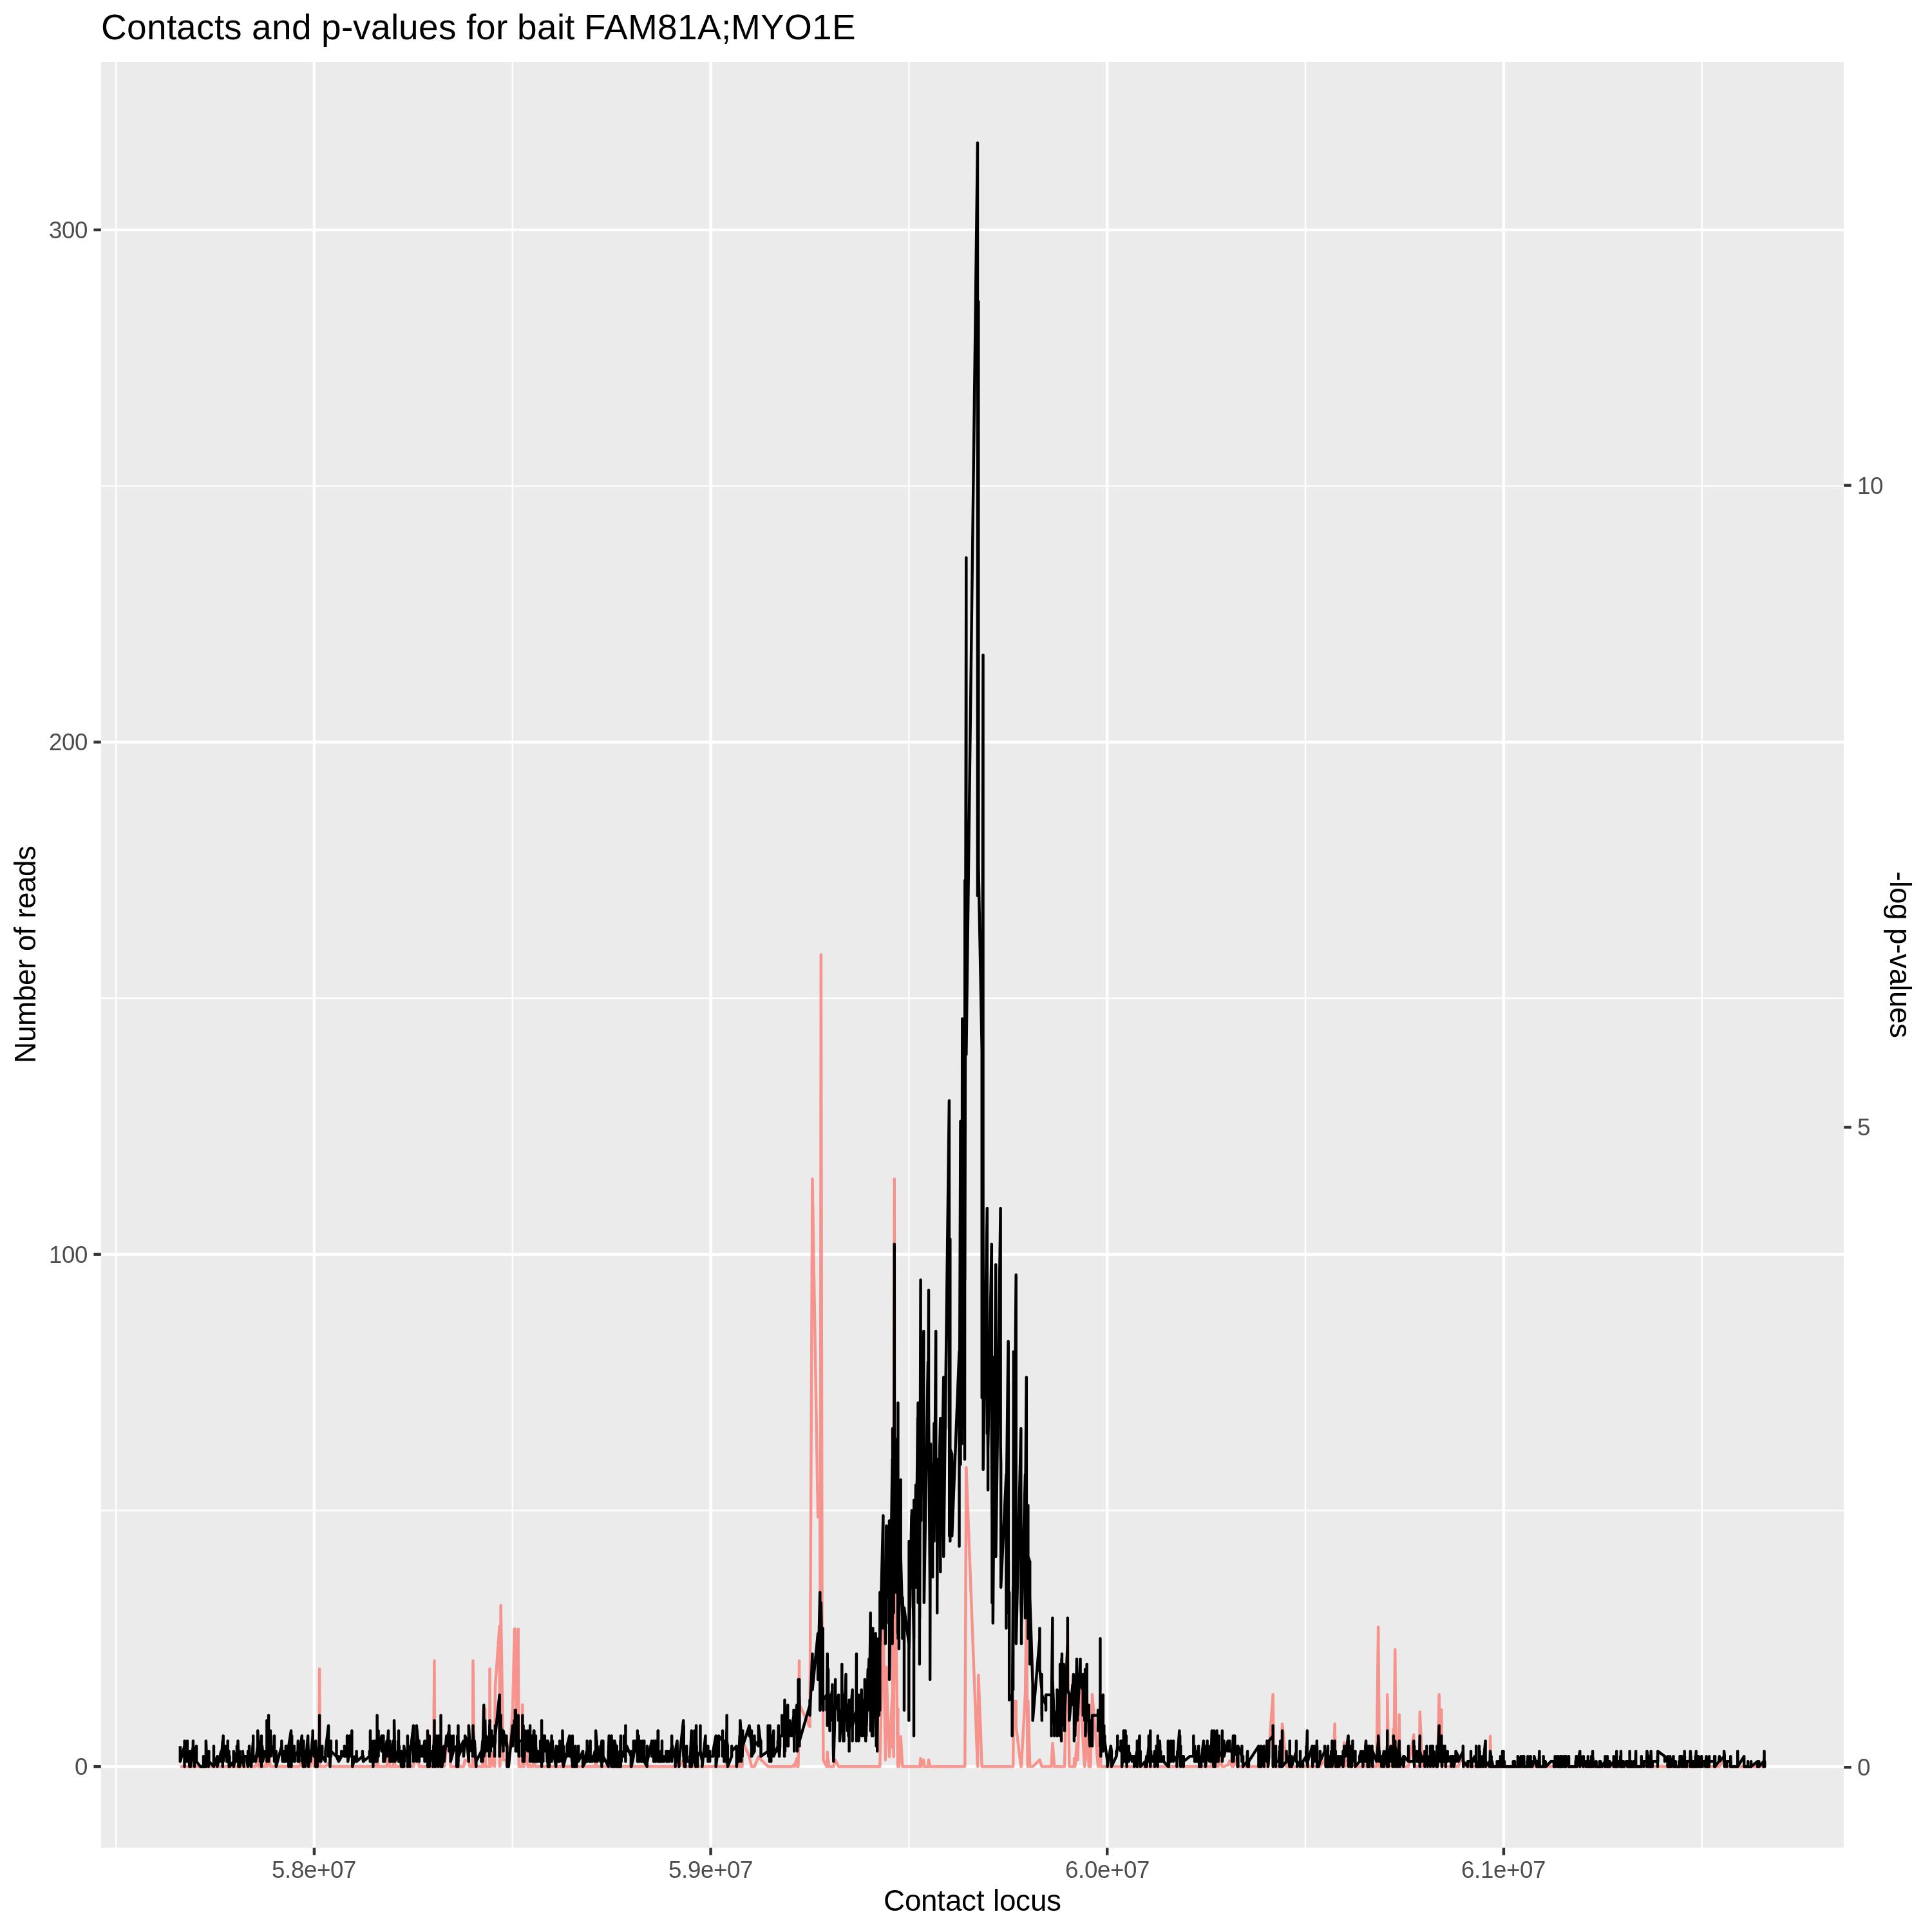 Contacts and p-values for bait FAM81A;MYO1E
300
200
100
0
Number of reads
10
5
0
-log p-values
5.8e+07 5.9e+07 6.0e+07 6.1e+07
Contact locus